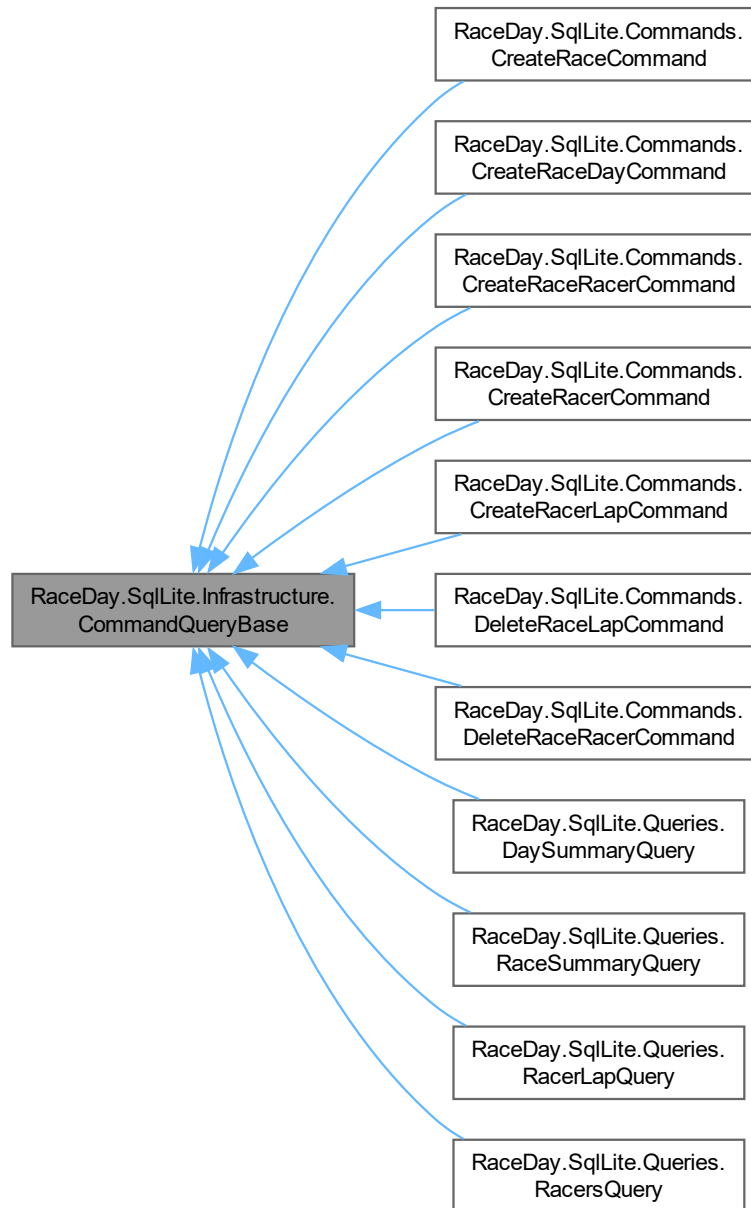 RaceDay.SqlLite.Commands.
CreateRaceCommand
RaceDay.SqlLite.Commands.
CreateRaceDayCommand
RaceDay.SqlLite.Commands.
CreateRaceRacerCommand
RaceDay.SqlLite.Commands.
CreateRacerCommand
RaceDay.SqlLite.Commands.
CreateRacerLapCommand
RaceDay.SqlLite.Infrastructure.
CommandQueryBase
RaceDay.SqlLite.Commands.
DeleteRaceLapCommand
RaceDay.SqlLite.Commands.
DeleteRaceRacerCommand
RaceDay.SqlLite.Queries.
DaySummaryQuery
RaceDay.SqlLite.Queries.
RaceSummaryQuery
RaceDay.SqlLite.Queries.
RacerLapQuery
RaceDay.SqlLite.Queries.
RacersQuery